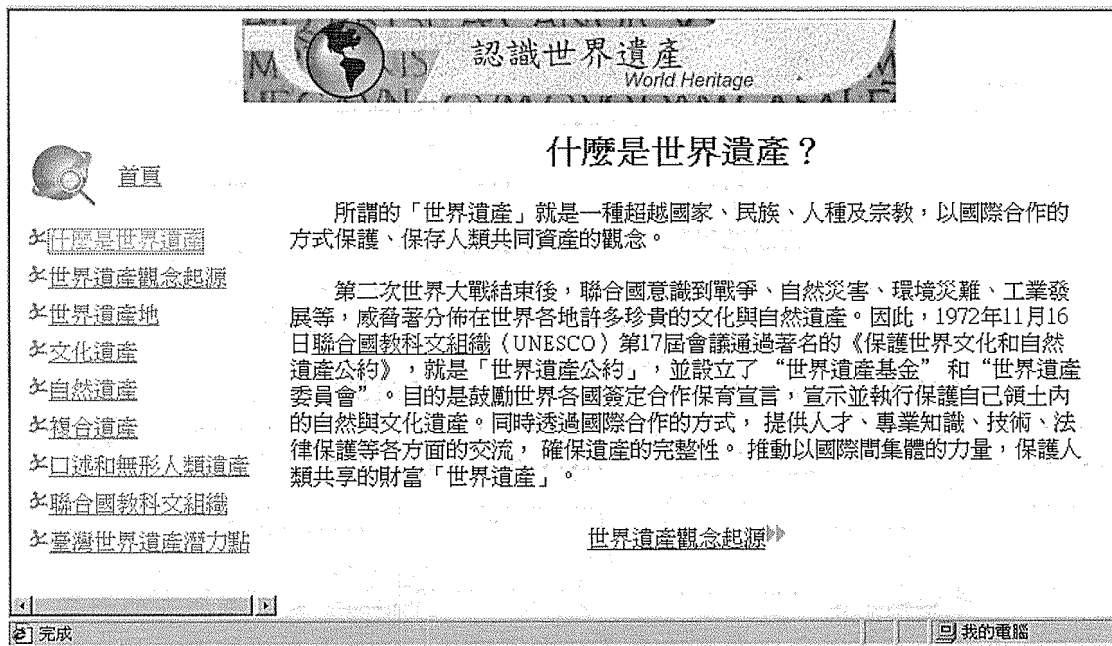 認識世界遺產
World Heritage
什麼是世界遺產？
首頁
什麼是世界遺產
世界遺產觀念起源
世界遺產地
文化遺產
自然遺產
複合遺產
口述和無形人類遺產
聯合國教科文組織
臺灣世界遺產潛力點
所謂的「世界遺產」就是一種超越國家、民族、人種及宗教，以國際合作的
方式保護、保存人類共同資產的觀念。
第二次世界大戰結束後，聯合國意識到戰爭、自然災害、環境災難、工業發
展等，威脅著分佈在世界各地許多珍貴的文化與自然遺產。因此，1972年11月16
日聯合國教科文組織（UNESCO）第17屆會議通過著名的《保護世界文化和自然
遺產公約》，就是「世界遺產公約」，並設立了“世界遺產基金”和“世界遺產
委員會”。目的是鼓勵世界各國簽定合作保育宣言，宣示並執行保護自己領土內
的自然與文化遺產。同時透過國際合作的方式， 提供人才、專業知識、技術、法
律保護等各方面的交流， 確保遺產的完整性。 推動以國際間集體的力量，保護人
類共享的財富「世界遺產」。
世界遺產觀念起源
完成
我的電腦